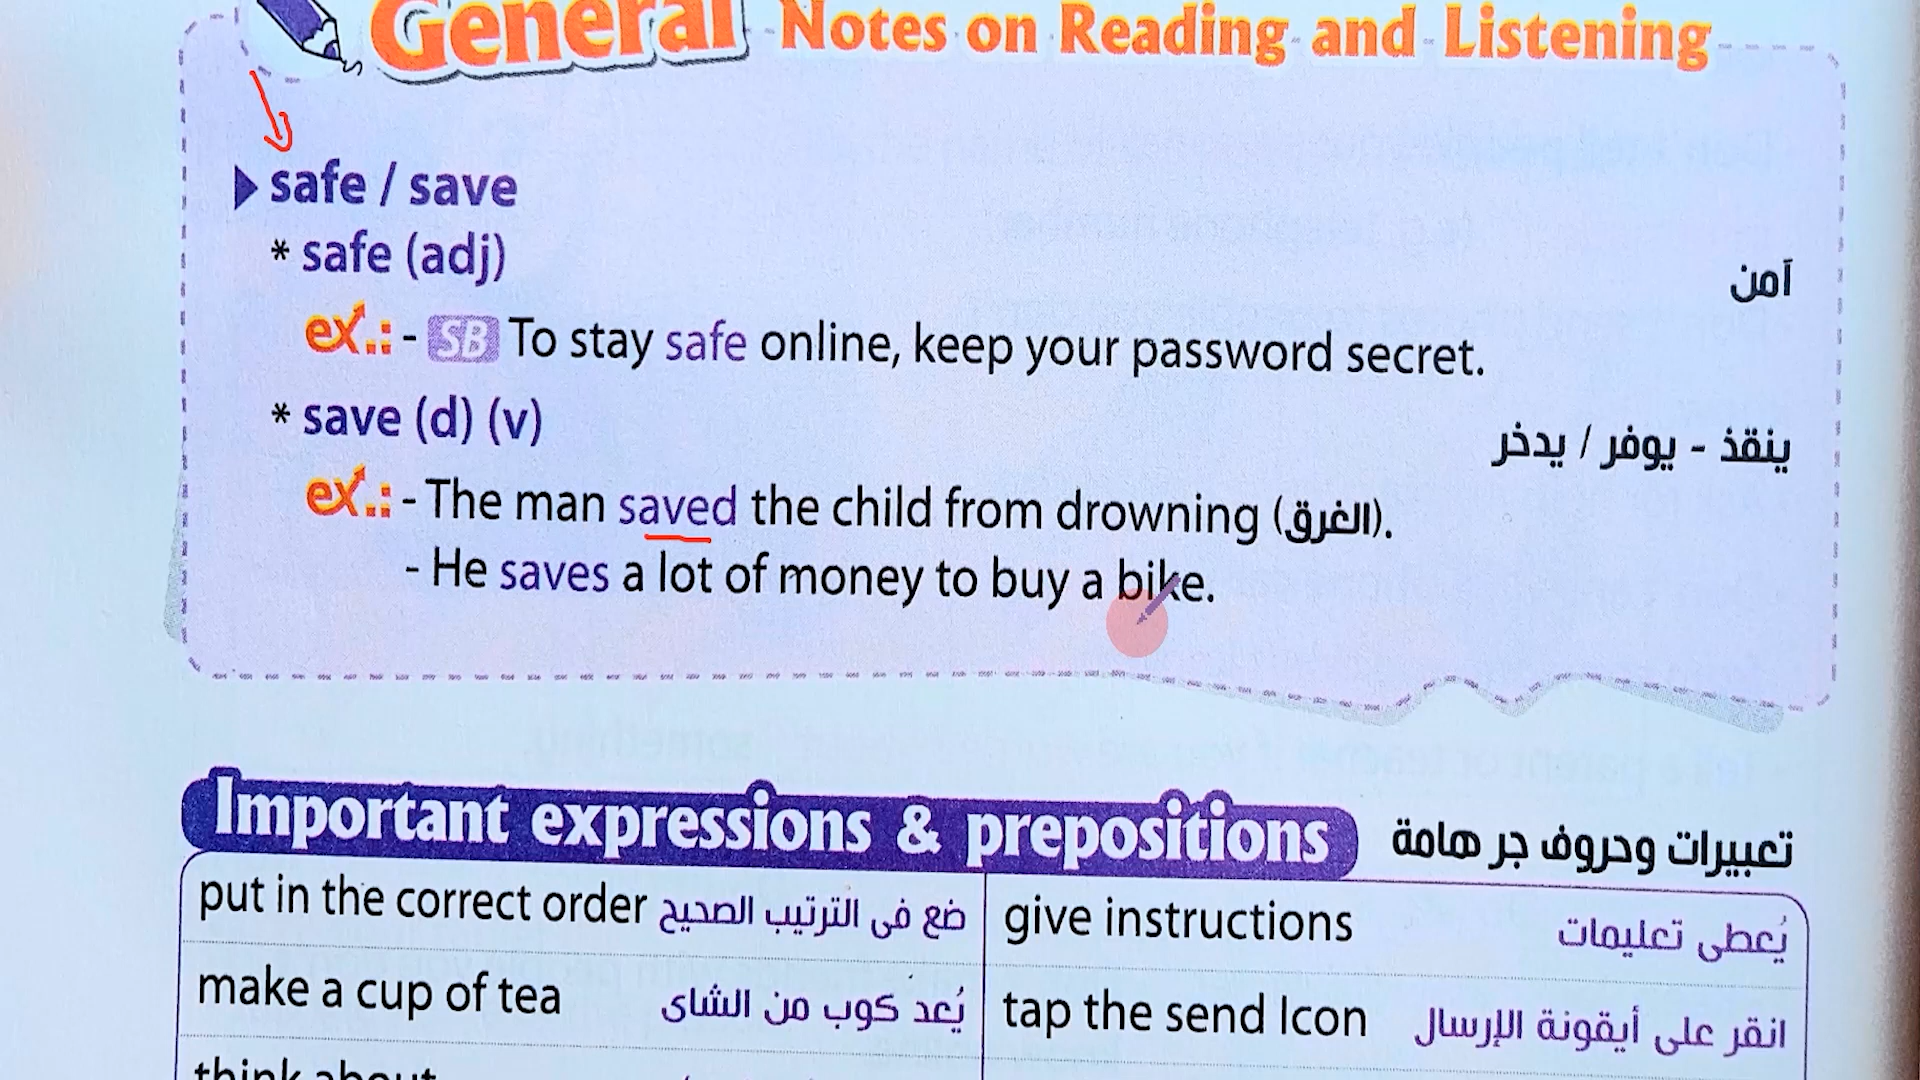 General Notes on Reading and Listening
safe / save
* safe (adj) آمن
ex.: - SB To stay safe online, keep your password secret.
* save (d) (v) ينقذ - يوفر / يدخر
ex.: - The man saved the child from drowning (الغرق).
- He saves a lot of money to buy a bike.
Important expressions & prepositions تعبيرات وحروف جر هامة
put in the correct order ضع فى الترتيب الصحيح
give instructions يُعطى تعليمات
make a cup of tea يُعد كوب من الشاى
tap the send Icon انقر على أيقونة الإرسال
think about